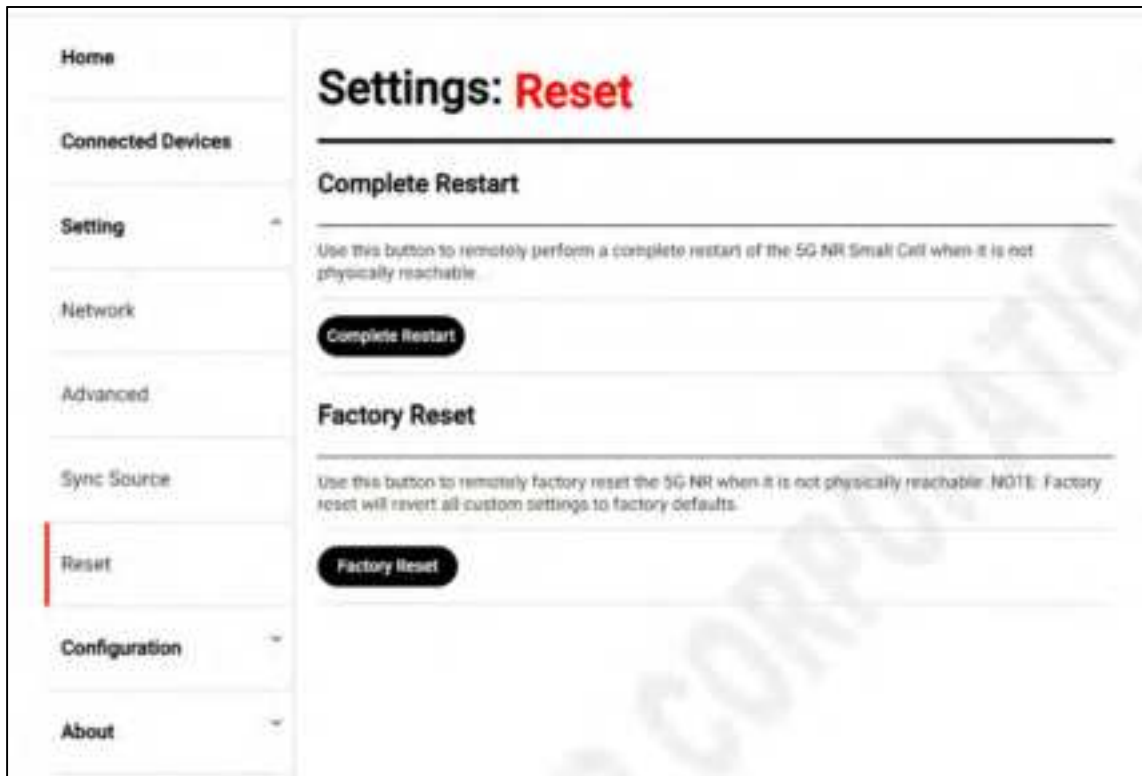 Home
Connected Devices
Setting
Network
Advanced
Sync Source
Reset
Configuration
About
Settings: Reset
Complete Restart
Use this button to remotely perform a complete restart of the 5G NR Small Cell when it is not
physically reachable.
Complete Restart
Factory Reset
Use this button to remotely factory reset the 5G NR when it is not physically reachable. NOTE: Factory
reset will revert all custom settings to factory defaults.
Factory Reset